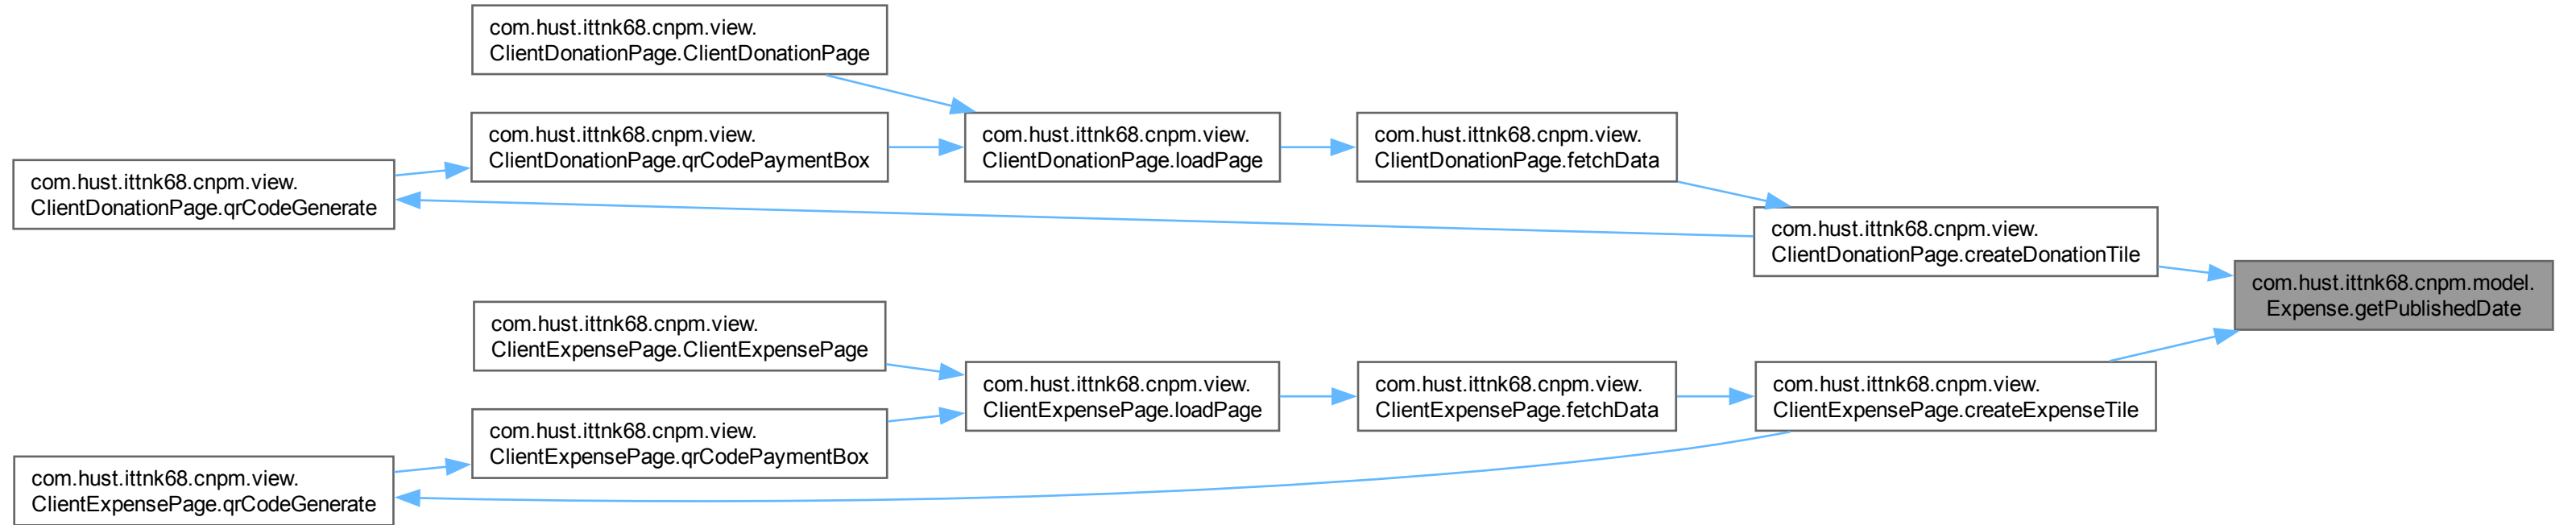 com.hust.ittnk68.cnpm.view.
ClientDonationPage.ClientDonationPage
com.hust.ittnk68.cnpm.view.
ClientDonationPage.qrCodePaymentBox
com.hust.ittnk68.cnpm.view.
ClientDonationPage.loadPage
com.hust.ittnk68.cnpm.view.
ClientDonationPage.fetchData
com.hust.ittnk68.cnpm.view.
ClientDonationPage.qrCodeGenerate
com.hust.ittnk68.cnpm.view.
ClientDonationPage.createDonationTile
com.hust.ittnk68.cnpm.model.
Expense.getPublishedDate
com.hust.ittnk68.cnpm.view.
ClientExpensePage.ClientExpensePage
com.hust.ittnk68.cnpm.view.
ClientExpensePage.loadPage
com.hust.ittnk68.cnpm.view.
ClientExpensePage.fetchData
com.hust.ittnk68.cnpm.view.
ClientExpensePage.createExpenseTile
com.hust.ittnk68.cnpm.view.
ClientExpensePage.qrCodePaymentBox
com.hust.ittnk68.cnpm.view.
ClientExpensePage.qrCodeGenerate